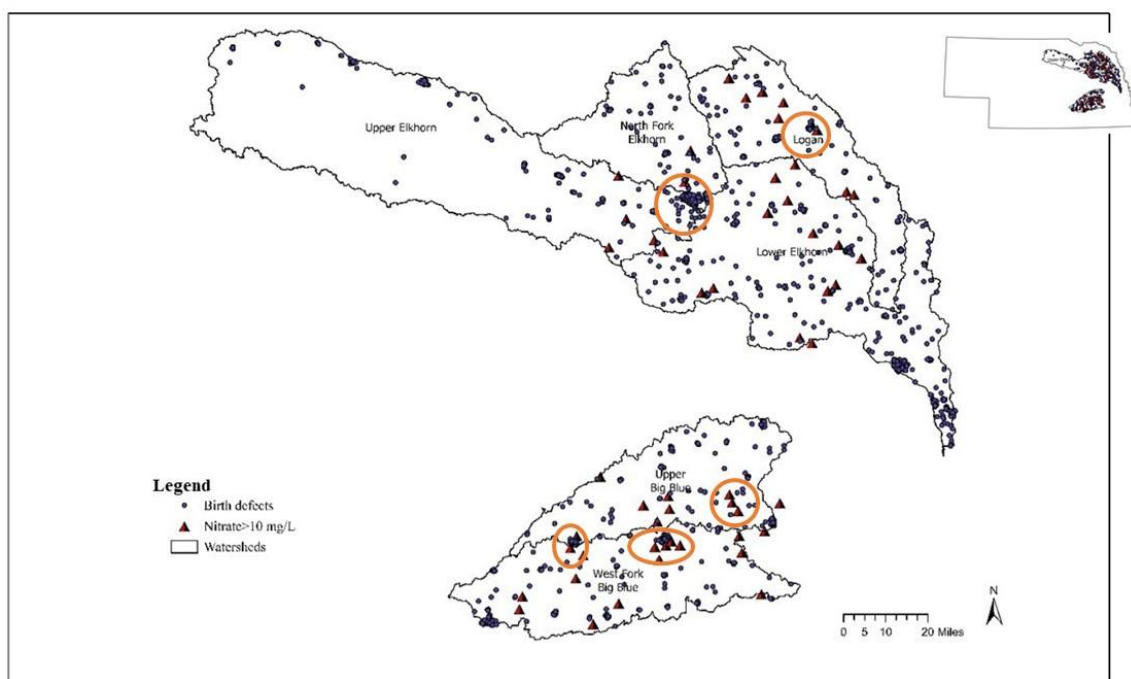 Upper Elkhorn
North Fork
Elkhorn
Logan
Lower Elkhorn
Upper
Big Blue
West Fork
Big Blue
Legend
Birth defects
Nitrate>10 mg/L
Watersheds
N
0 5 10 20 Miles